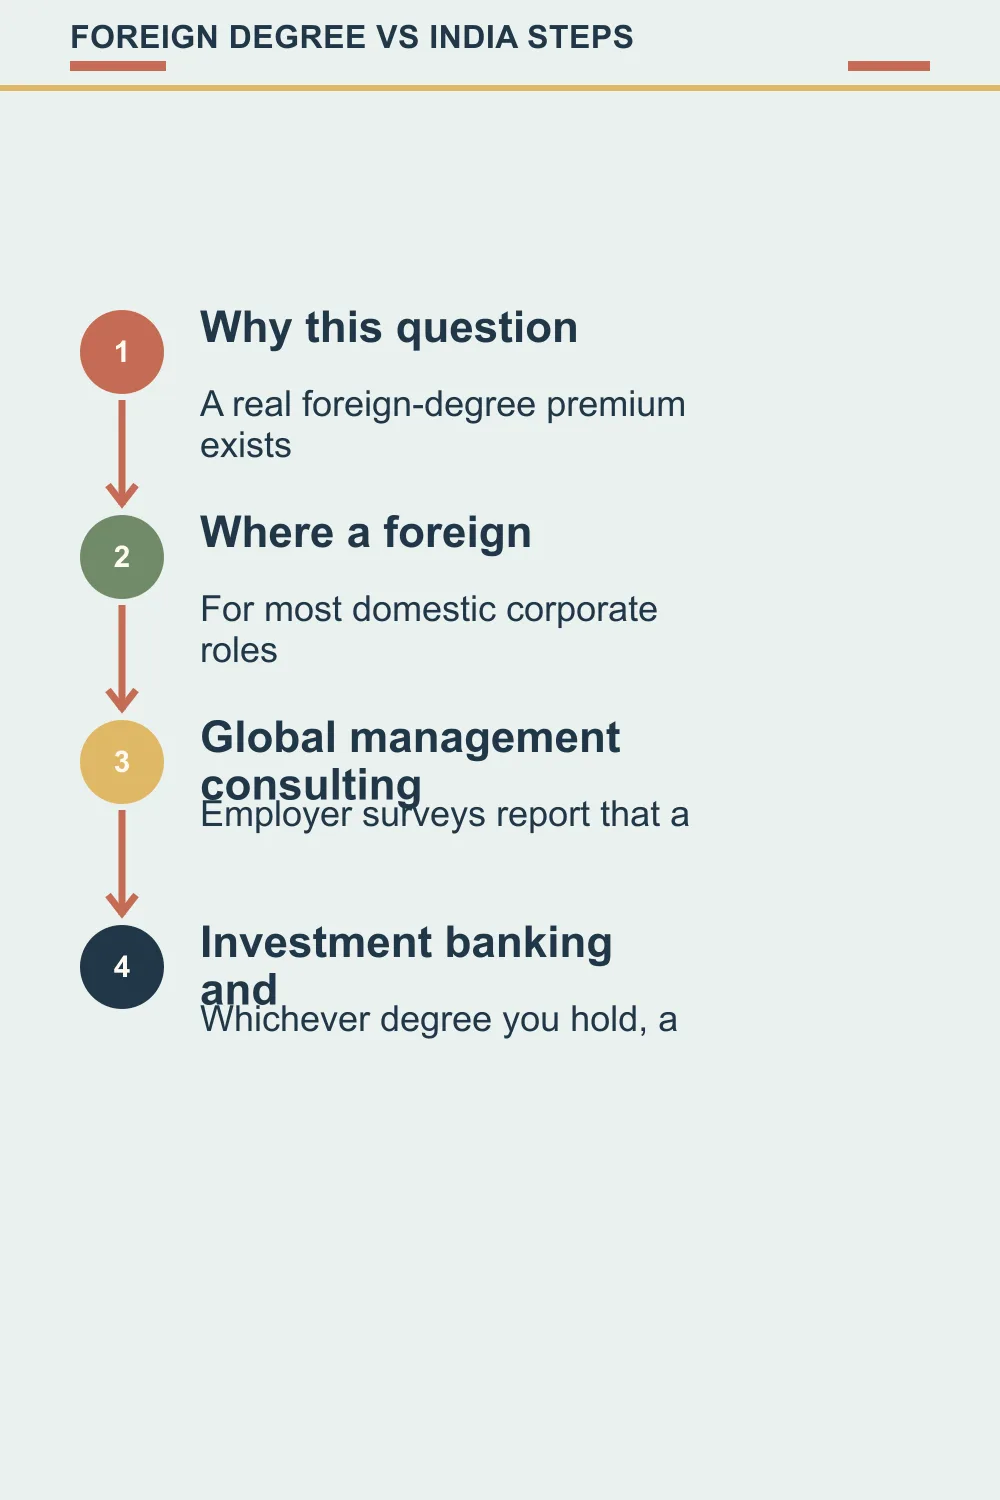 FOREIGN DEGREE VS INDIA STEPS
1
Why this question
A real foreign-degree premium
exists
2
Where a foreign
For most domestic corporate
roles
3
Global management
consulting
Employer surveys report that a
4
Investment banking
and
Whichever degree you hold, a